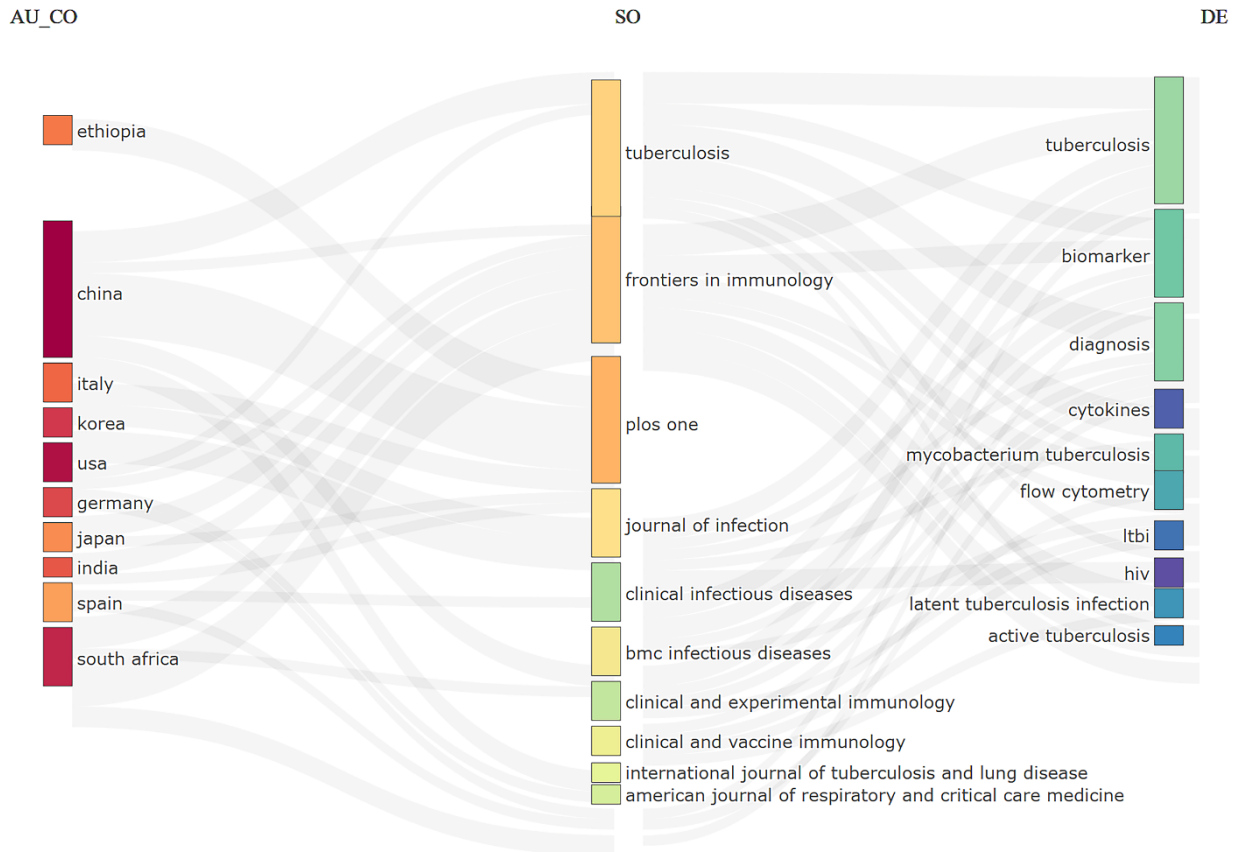 AU_CO
SO
DE
ethiopia
china
italy
korea
usa
germany
japan
india
spain
south africa
tuberculosis
frontiers in immunology
plos one
journal of infection
clinical infectious diseases
bmc infectious diseases
clinical and experimental immunology
clinical and vaccine immunology
international journal of tuberculosis and lung disease
american journal of respiratory and critical care medicine
tuberculosis
biomarker
diagnosis
cytokines
mycobacterium tuberculosis
flow cytometry
ltbi
hiv
latent tuberculosis infection
active tuberculosis